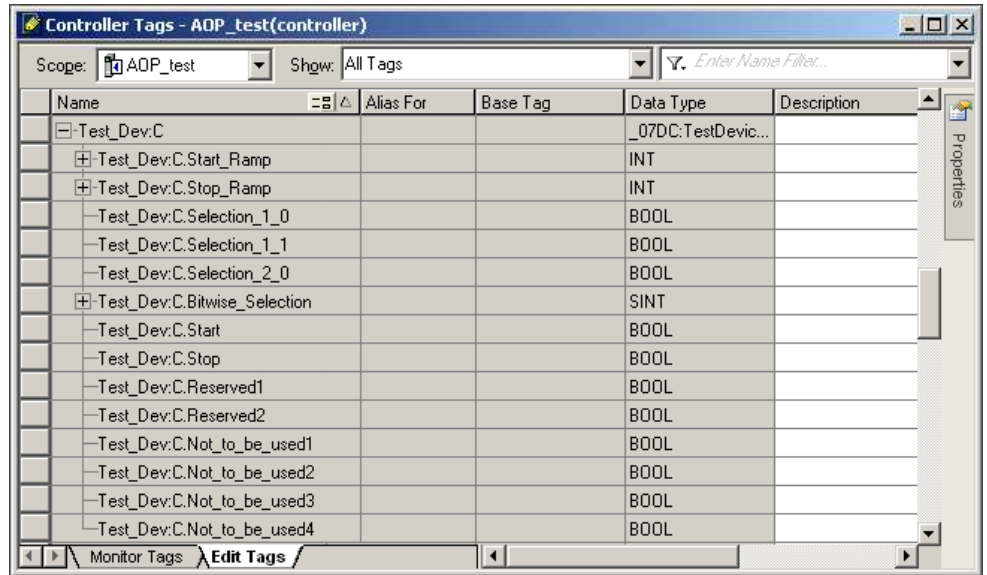 Controller Tags - AOP_test(controller)
Scope: AOP_test Show: All Tags Enter Name Filter...
Name Alias For Base Tag Data Type Description
Test_Dev:C _07DC:TestDevic...
Test_Dev:C.Start_Ramp INT
Test_Dev:C.Stop_Ramp INT
Test_Dev:C.Selection_1_0 BOOL
Test_Dev:C.Selection_1_1 BOOL
Test_Dev:C.Selection_2_0 BOOL
Test_Dev:C.Bitwise_Selection SINT
Test_Dev:C.Start BOOL
Test_Dev:C.Stop BOOL
Test_Dev:C.Reserved1 BOOL
Test_Dev:C.Reserved2 BOOL
Test_Dev:C.Not_to_be_used1 BOOL
Test_Dev:C.Not_to_be_used2 BOOL
Test_Dev:C.Not_to_be_used3 BOOL
Test_Dev:C.Not_to_be_used4 BOOL
Monitor Tags Edit Tags
Properties